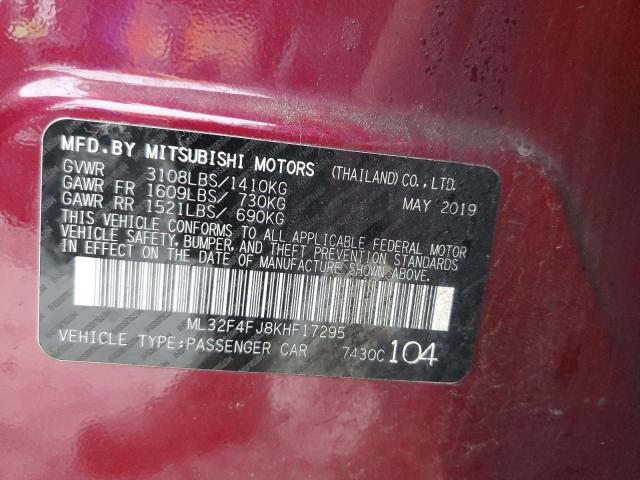 MFD.BY MITSUBISHI MOTORS (THAILAND) CO., LTD.
GVWR 3108LBS/1410KG
GAWR FR 1609LBS/ 730KG MAY 2019
GAWR RR 1521LBS/ 690KG
THIS VEHICLE CONFORMS TO ALL APPLICABLE FEDERAL MOTOR
VEHICLE SAFETY, BUMPER, AND THEFT PREVENTION STANDARDS
IN EFFECT ON THE DATE OF MANUFACTURE SHOWN ABOVE.
ML32F4FJ8KHF17295
VEHICLE TYPE:PASSENGER CAR 7430C 104